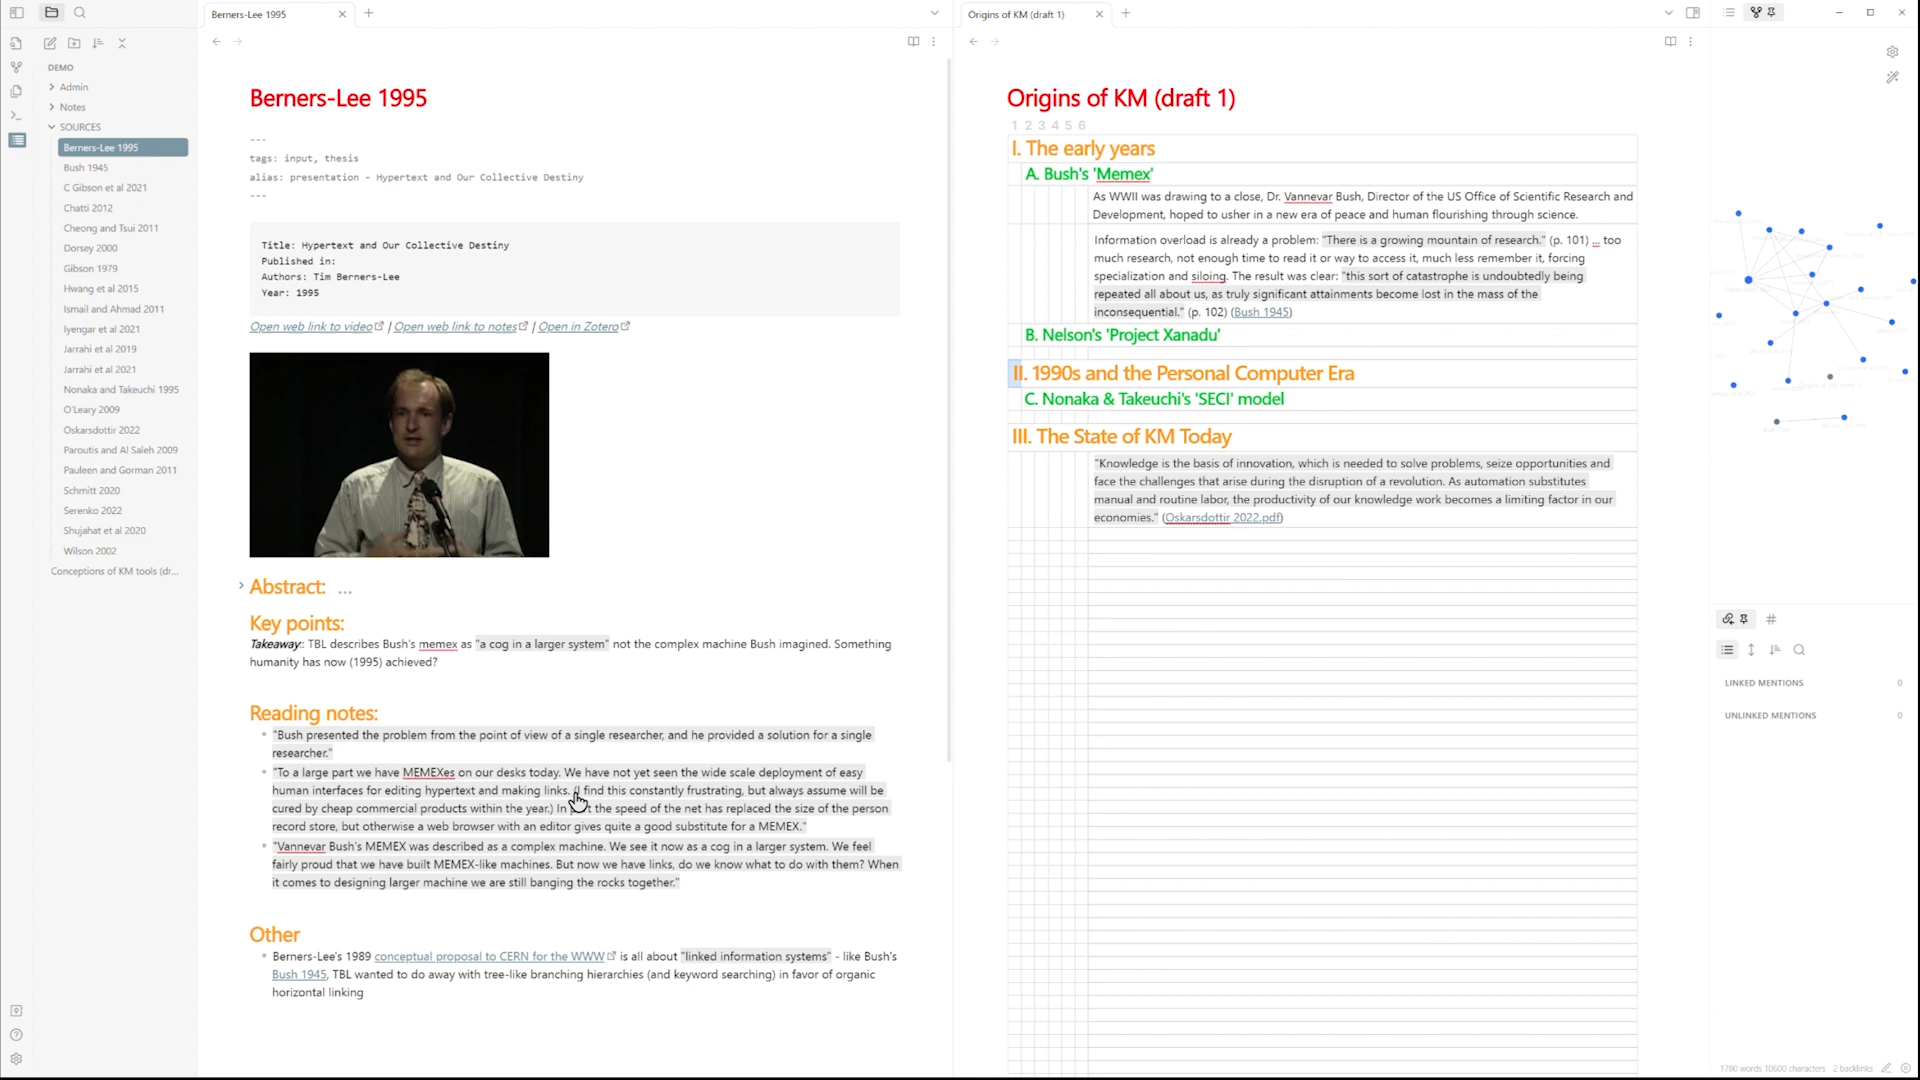 Berners-Lee 1995
Origins of KM (draft 1)
DEMO
Admin
Notes
SOURCES
Berners-Lee 1995
Bush 1945
C Gibson et al 2021
Chatti 2012
Cheong and Tsui 2011
Dorsey 2000
Gibson 1979
Hwang et al 2015
Ismail and Ahmad 2011
Iyengar et al 2021
Jarrahi et al 2019
Jarrahi et al 2021
Nonaka and Takeuchi 1995
O'Leary 2009
Oskarsdottir 2022
Paroutis and Al Saleh 2009
Pauleen and Gorman 2011
Schmitt 2020
Serenko 2022
Shujahat et al 2020
Wilson 2002
Conceptions of KM tools (dr...
Berners-Lee 1995
---
tags: input, thesis
alias: presentation - Hypertext and Our Collective Destiny
---
Title: Hypertext and Our Collective Destiny
Published in:
Authors: Tim Berners-Lee
Year: 1995
Open web link to video | Open web link to notes | Open in Zotero
Abstract: ...
Key points:
Takeaway:: TBL describes Bush's memex as "a cog in a larger system" not the complex machine Bush imagined. Something
humanity has now (1995) achieved?
Reading notes:
"Bush presented the problem from the point of view of a single researcher, and he provided a solution for a single
researcher."
"To a large part we have MEMEXes on our desks today. We have not yet seen the wide scale deployment of easy
human interfaces for editing hypertext and making links. (I find this constantly frustrating, but always assume will be
cured by cheap commercial products within the year.) In the speed of the net has replaced the size of the person
record store, but otherwise a web browser with an editor gives quite a good substitute for a MEMEX."
"Vannevar Bush's MEMEX was described as a complex machine. We see it now as a cog in a larger system. We feel
fairly proud that we have built MEMEX-like machines. But now we have links, do we know what to do with them? When
it comes to designing larger machine we are still banging the rocks together."
Other
Berners-Lee's 1989 conceptual proposal to CERN for the WWW is all about "linked information systems" - like Bush's
Bush 1945, TBL wanted to do away with tree-like branching hierarchies (and keyword searching) in favor of organic
horizontal linking
Origins of KM (draft 1)
1 2 3 4 5 6
I. The early years
A. Bush's 'Memex'
As WWII was drawing to a close, Dr. Vannevar Bush, Director of the US Office of Scientific Research and
Development, hoped to usher in a new era of peace and human flourishing through science.
Information overload is already a problem: "There is a growing mountain of research." (p. 101) ... too
much research, not enough time to read it or way to access it, much less remember it, forcing
specialization and siloing. The result was clear: "this sort of catastrophe is undoubtedly being
repeated all about us, as truly significant attainments become lost in the mass of the
inconsequential." (p. 102) (Bush 1945)
B. Nelson's 'Project Xanadu'
II. 1990s and the Personal Computer Era
C. Nonaka & Takeuchi's 'SECI' model
III. The State of KM Today
"Knowledge is the basis of innovation, which is needed to solve problems, seize opportunities and
face the challenges that arise during the disruption of a revolution. As automation substitutes
manual and routine labor, the productivity of our knowledge work becomes a limiting factor in our
economies." (Oskarsdottir 2022.pdf)
LINKED MENTIONS 0
UNLINKED MENTIONS 0
1780 words 10600 characters 2 backlinks